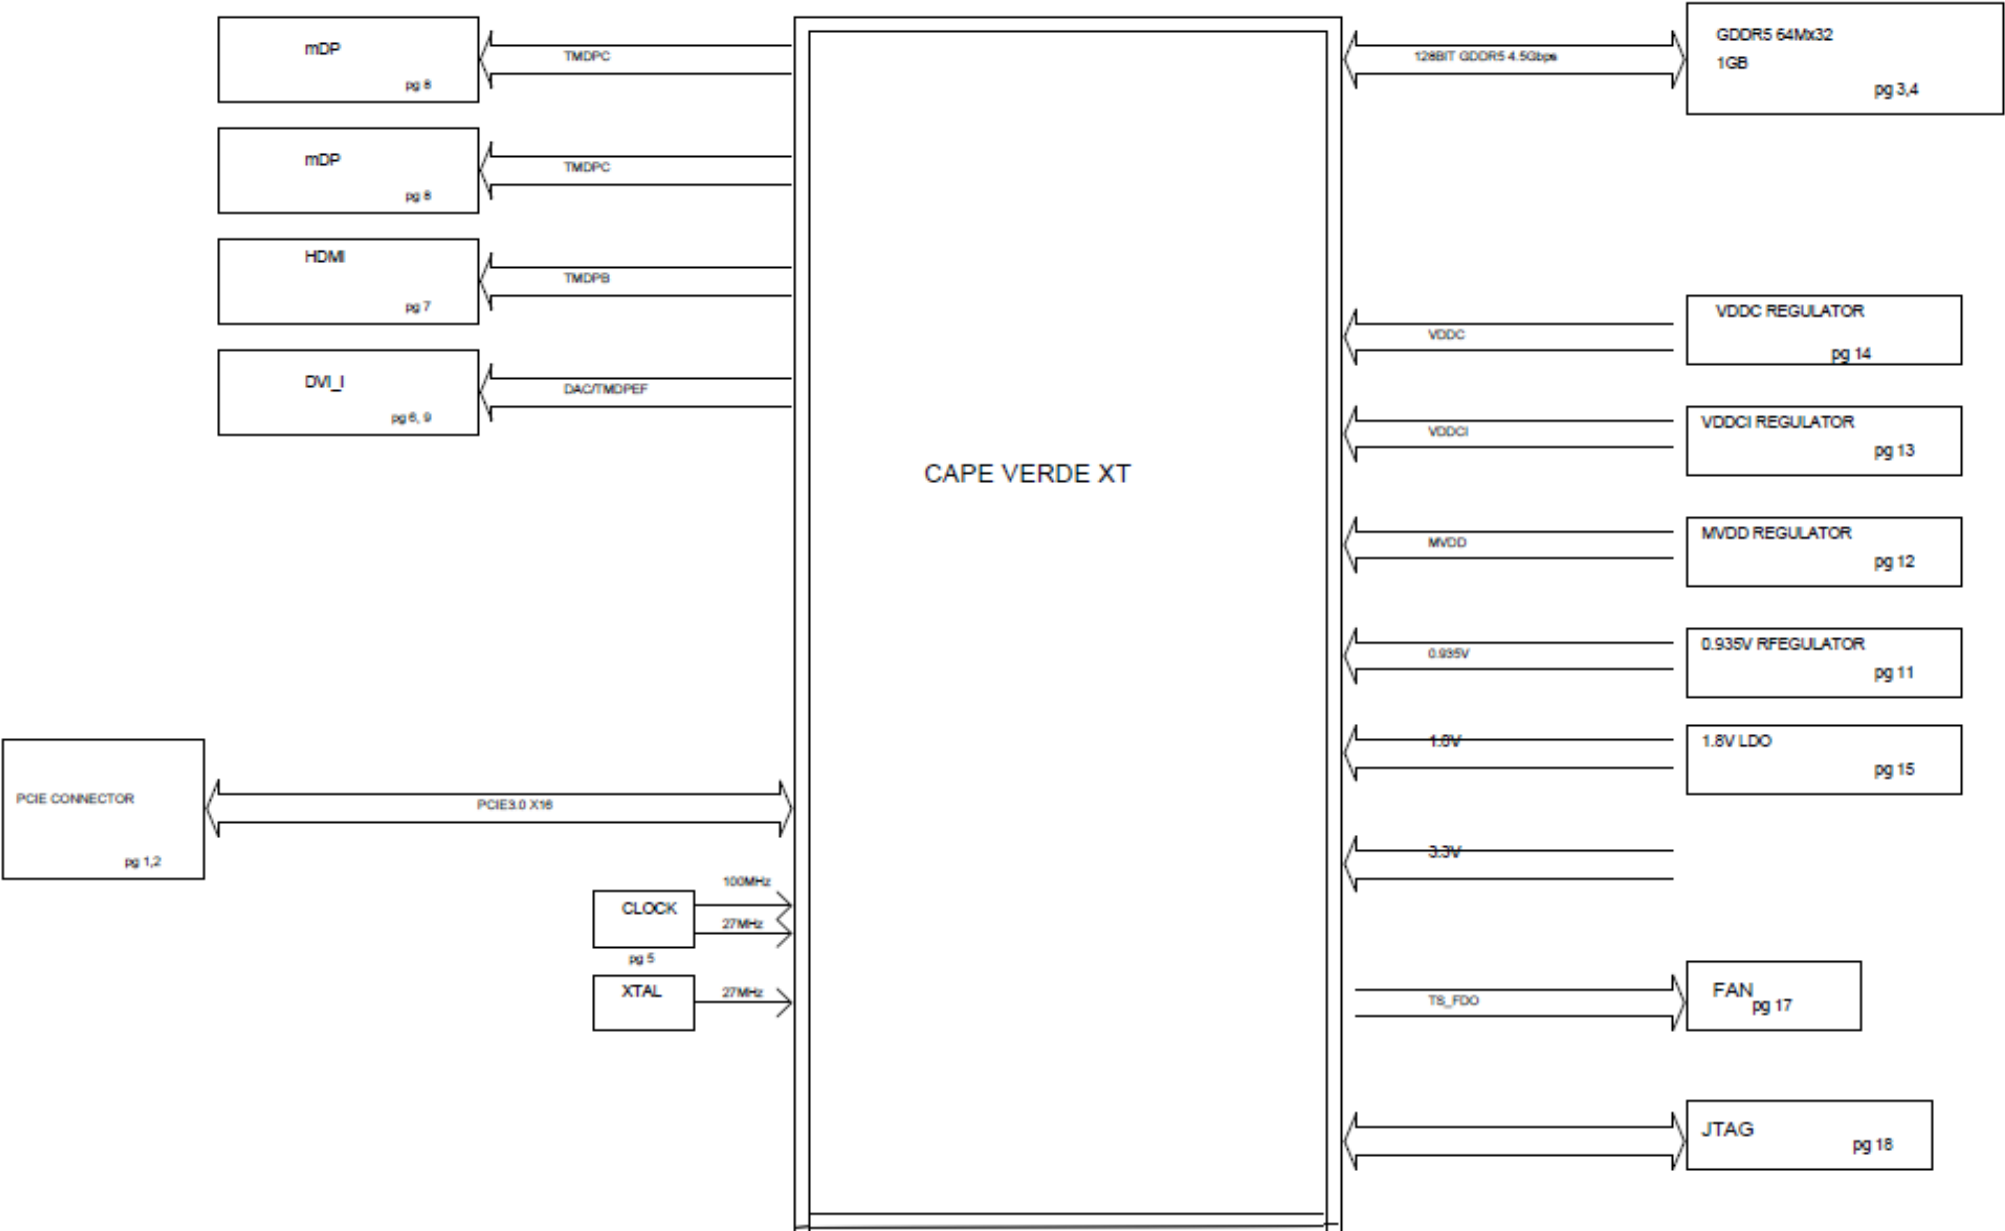 mDP
pg 8
TMDPC
mDP
pg 8
TMDPC
HDMI
pg 7
TMDPB
DVI_I
pg 6, 9
DAC/TMDPEF
PCIE CONNECTOR
pg 1,2
PCIE3.0 X16
CLOCK
pg 5
100MHz
27MHz
XTAL
27MHz
CAPE VERDE XT
128BIT GDDR5 4.5Gbps
GDDR5 64Mx32
1GB
pg 3,4
VDDC
VDDC REGULATOR
pg 14
VDDCI
VDDCI REGULATOR
pg 13
MVDD
MVDD REGULATOR
pg 12
0.935V
0.935V RFEGULATOR
pg 11
1.8V
1.8V LDO
pg 15
3.3V
TS_FDO
FAN
pg 17
JTAG
pg 18